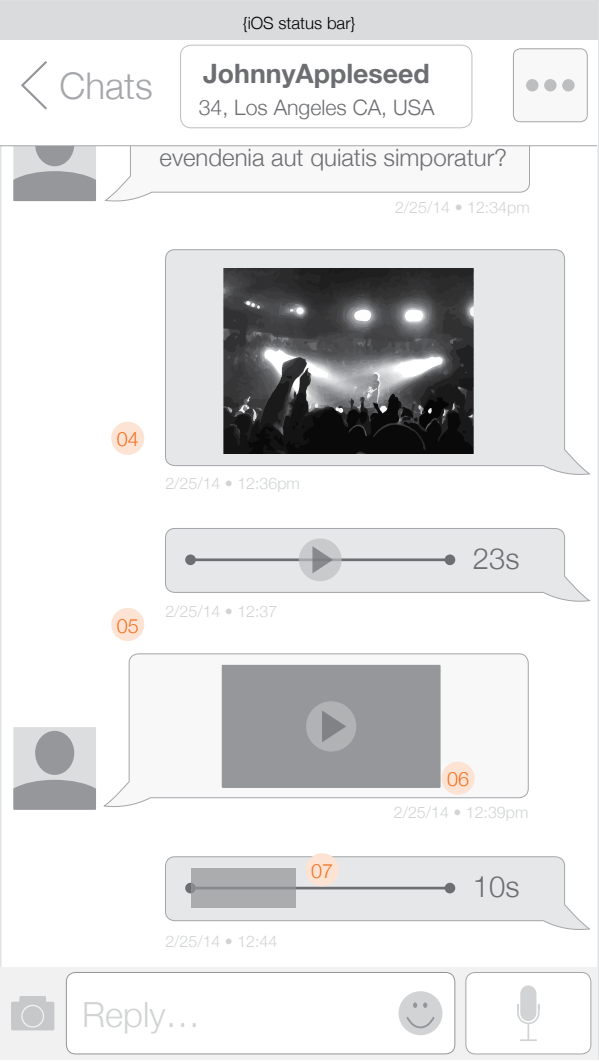 {iOS status bar}
Chats
JohnnyAppleseed
34, Los Angeles CA, USA
evendenia aut quiatis simporatur?
2/25/14 • 12:34pm
04
2/25/14 • 12:36pm
23s
2/25/14 • 12:37
05
06
2/25/14 • 12:39pm
07
10s
2/25/14 • 12:44
Reply...